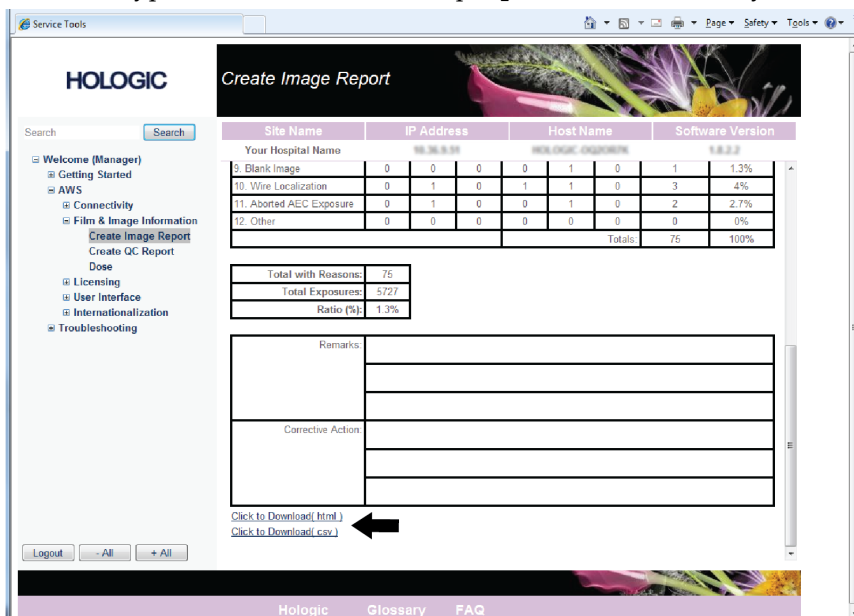 Service Tools
Page Safety Tools
HOLOGIC
Create Image Report
Search Search
Site Name IP Address Host Name Software Version
Your Hospital Name
Welcome (Manager)
Getting Started
AWS
Connectivity
Film & Image Information
Create Image Report
Create QC Report
Dose
Licensing
User Interface
Internationalization
Troubleshooting
9. Blank Image 0 0 0 0 1 0 1 1.3%
10. Wire Localization 0 1 0 1 1 0 3 4%
11. Aborted AEC Exposure 0 1 0 0 1 0 2 2.7%
12. Other 0 0 0 0 0 0 0 0%
Totals: 75 100%
Total with Reasons: 75
Total Exposures: 5727
Ratio (%): 1.3%
Remarks:
Corrective Action:
Click to Download( html )
Click to Download( csv )
Logout - All + All
Hologic Glossary FAQ